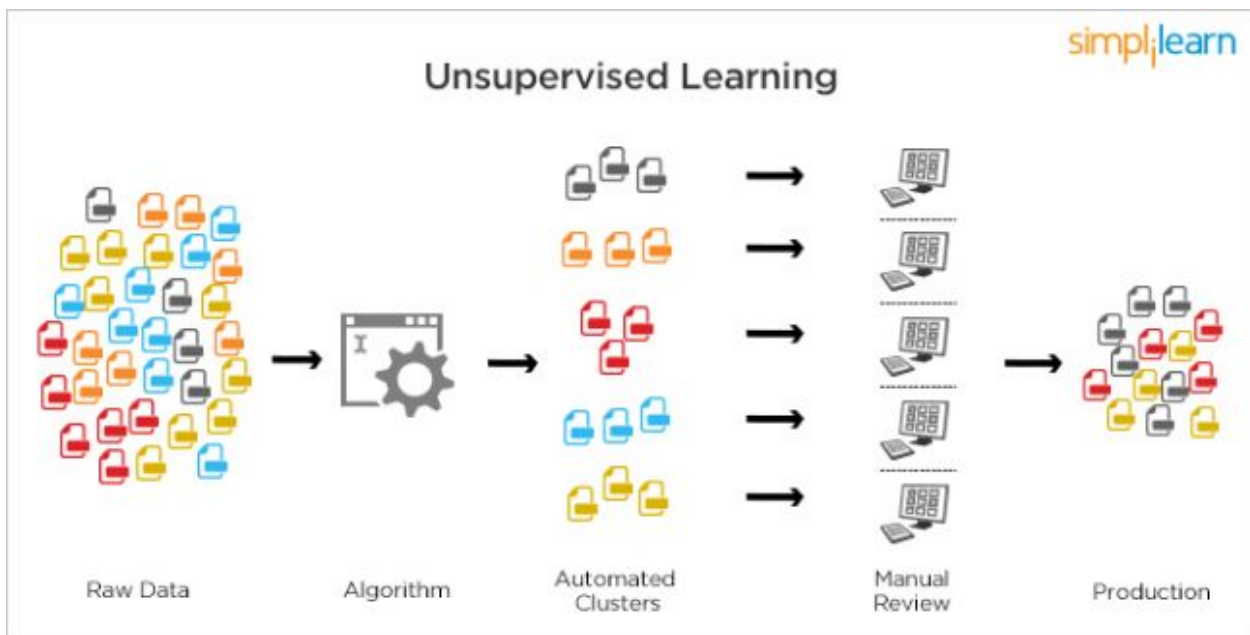 simplilearn
Unsupervised Learning
Raw Data
Algorithm
Automated
Clusters
Manual
Review
Production